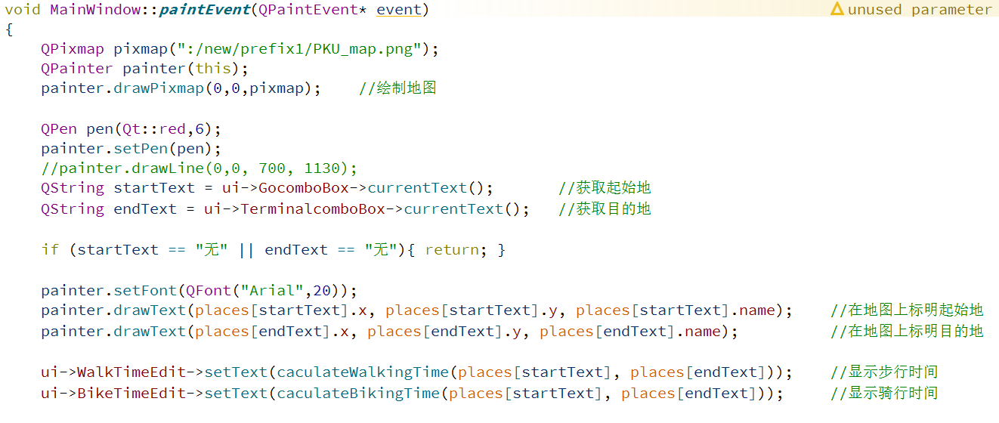 void MainWindow::paintEvent(QPaintEvent* event) unused parameter
{
    QPixmap pixmap(":/new/prefix1/PKU_map.png");
    QPainter painter(this);
    painter.drawPixmap(0,0,pixmap);    //绘制地图

    QPen pen(Qt::red,6);
    painter.setPen(pen);
    //painter.drawLine(0,0, 700, 1130);
    QString startText = ui->GocomboBox->currentText();       //获取起始地
    QString endText = ui->TerminalcomboBox->currentText();   //获取目的地

    if (startText == "无" || endText == "无"){ return; }

    painter.setFont(QFont("Arial",20));
    painter.drawText(places[startText].x, places[startText].y, places[startText].name);    //在地图上标明起始地
    painter.drawText(places[endText].x, places[endText].y, places[endText].name);          //在地图上标明目的地

    ui->WalkTimeEdit->setText(caculateWalkingTime(places[startText], places[endText]));    //显示步行时间
    ui->BikeTimeEdit->setText(caculateBikingTime(places[startText], places[endText]));     //显示骑行时间